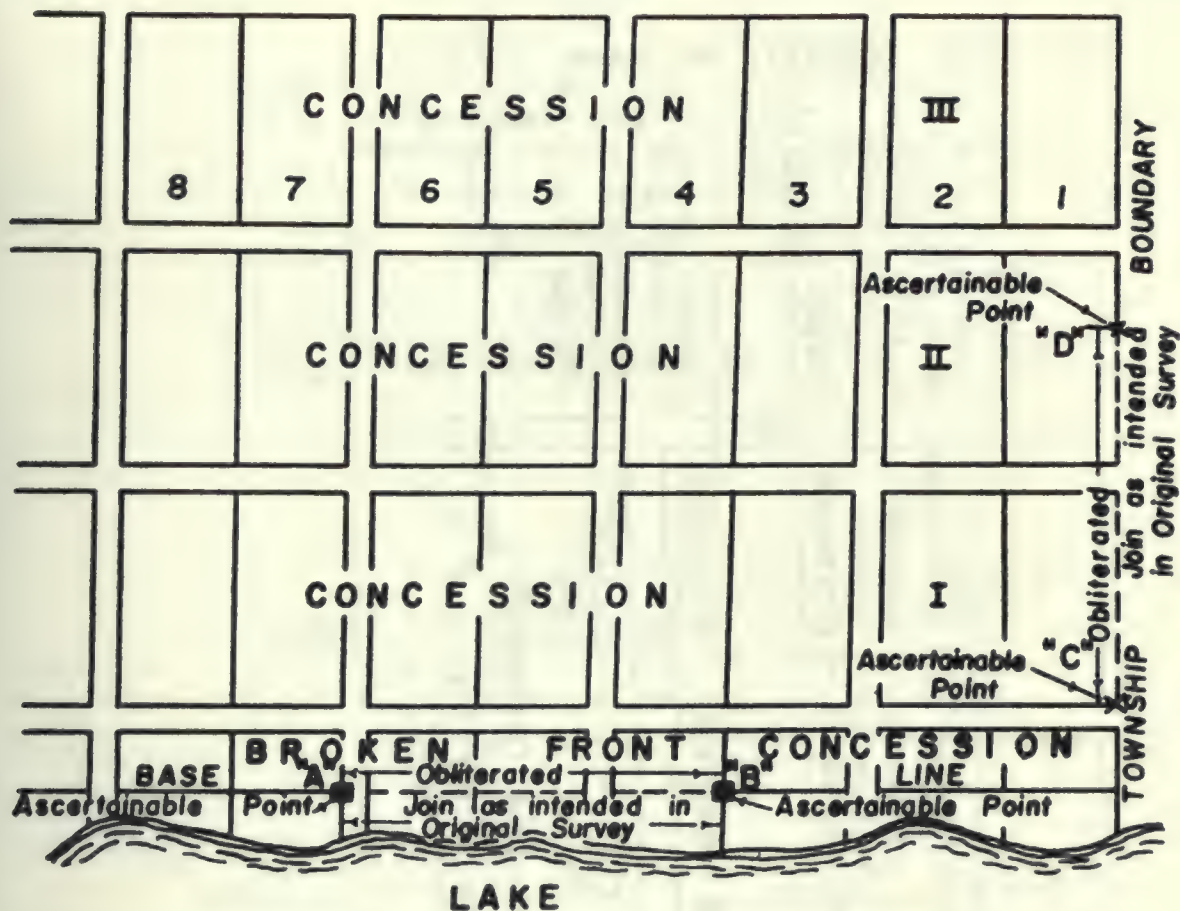 CONCESSION III
8 7 6 5 4 3 2 1
BOUNDARY
Ascertainable
Point
"D"
CONCESSION II
Obliterated
Join as intended
in Original Survey
CONCESSION I
Ascertainable "C"
Point
TOWNSHIP
BROKEN FRONT CONCESSION
BASE "A" Obliterated "B" LINE
Ascertainable Point Join (as intended in Ascertainable Point
Original Survey
LAKE